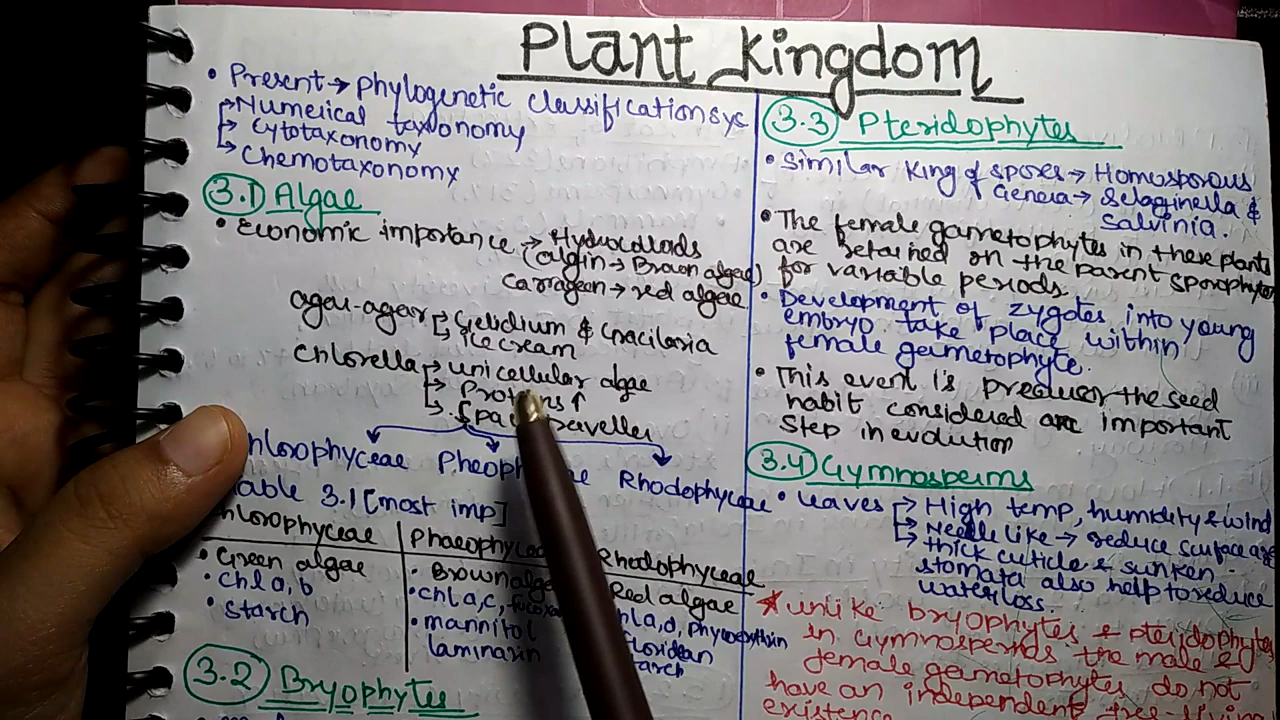 Plant kingdom
• Present → phylogenetic classification sys
→ Numerical taxonomy
→ Cytotaxonomy
→ Chemotaxonomy
3.1 Algae
• Economic importance → Hydrocolloids
(algin → Brown algae)
carrageen → red algae
agar-agar → Gelidium & Gracilaria
→ ice cream
Chlorella → unicellular algae
→ Proteins ↑
→
Rhodophyceae
Table 3.1 [most imp]
Phaeophyceae Rhodophyceae
• Green algae
• Chl a, b
• Starch
• Brown algae
• Chl a, c,
• mannitol
laminarin
Red algae
Chl a, d, phycoerythrin
3.2 Bryophytes
3.3 Pteridophytes
• Similar King of spores → Homosporous
Genera → Selaginella &
Salvinia.
• The female gametophytes in these plants
are retained on the parent sporophytes
for variable periods.
• Development of zygotes into young
embryo take place within
female gametophyte.
• This event is the seed
habit considered an important
Step in evolution
3.4 Gymnosperms
• leaves → High temp, humidity & wind
→ Needle like → reduce surface area
→ thick cuticle & sunken
stomata also help to reduce
water loss.
★ unlike bryophytes & pteridophytes
in Gymnosperms the male &
female gametophytes do not
have an independent free-living
existence